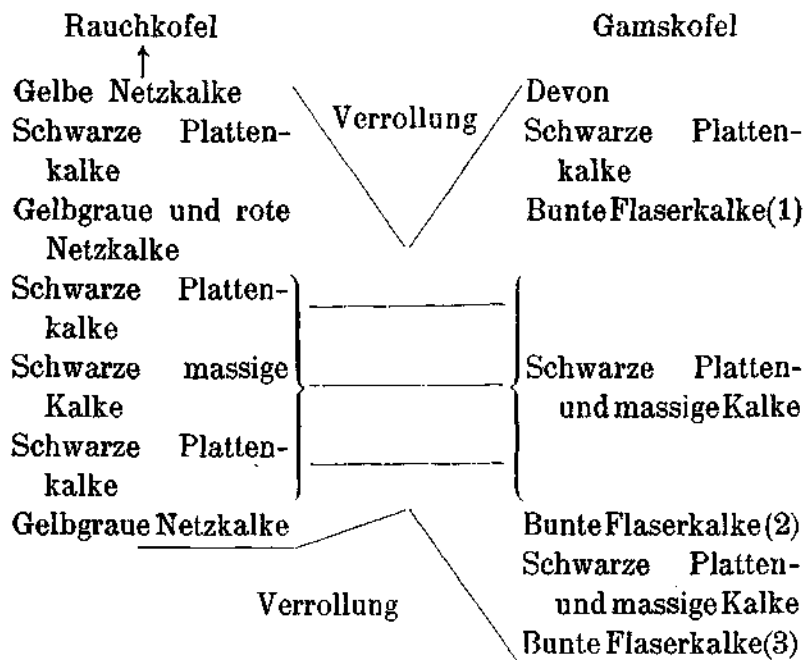 Rauchkofel
Gelbe Netzkalke
Schwarze Platten-
kalke
Gelbgraue und rote
Netzkalke
Schwarze Platten-
kalke
Schwarze massige
Kalke
Schwarze Platten-
kalke
Gelbgraue Netzkalke
Verrollung
Verrollung
Gamskofel
Devon
Schwarze Platten-
kalke
Bunte Flaserkalke (1)
Schwarze Platten-
und massige Kalke
Bunte Flaserkalke (2)
Schwarze Platten-
und massige Kalke
Bunte Flaserkalke (3)